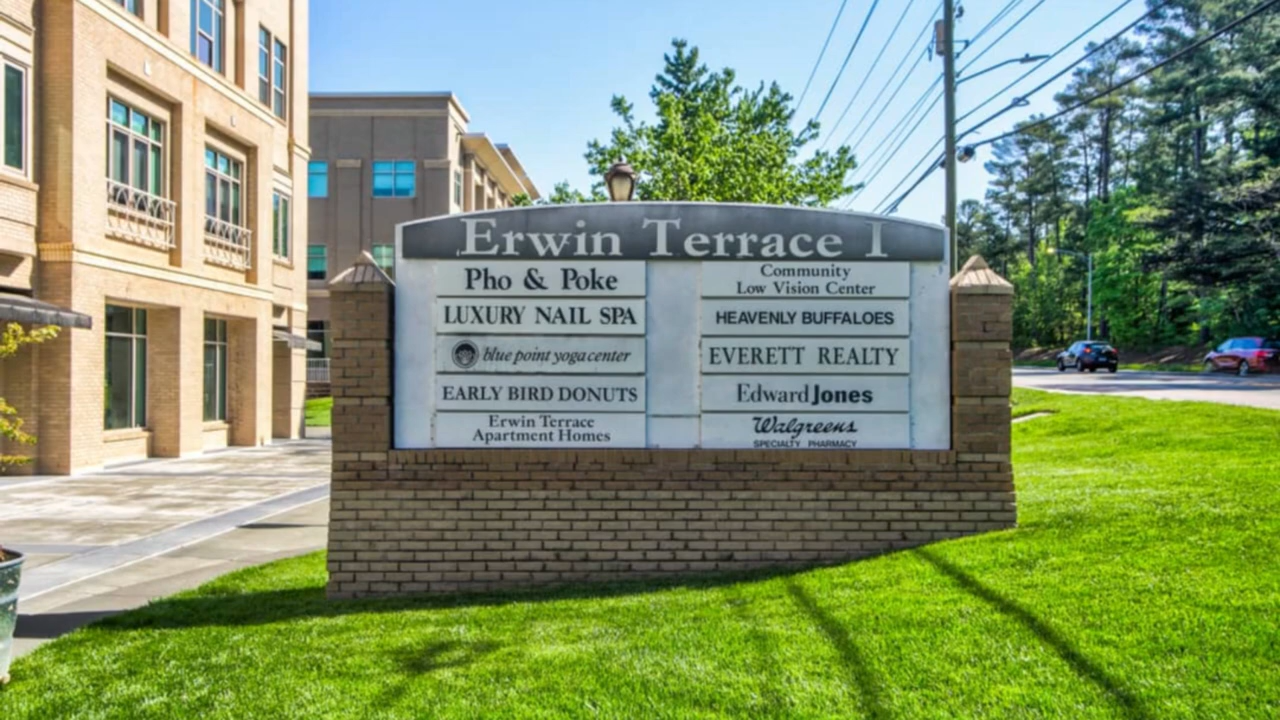 Erwin Terrace I
Pho & Poke
LUXURY NAIL SPA
blue point yoga center
EARLY BIRD DONUTS
Erwin Terrace
Apartment Homes
Community
Low Vision Center
HEAVENLY BUFFALOES
EVERETT REALTY
Edward Jones
Walgreens
SPECIALTY PHARMACY